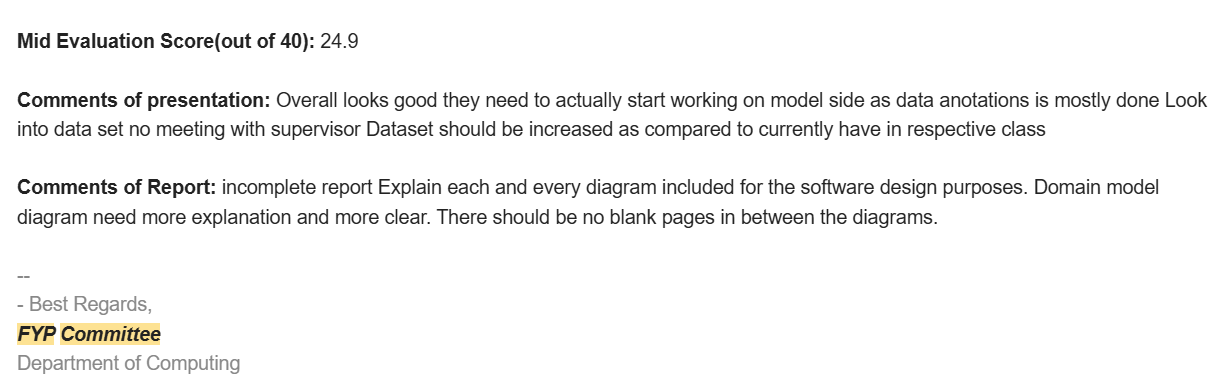 Mid Evaluation Score(out of 40): 24.9
Comments of presentation: Overall looks good they need to actually start working on model side as data anotations is mostly done Look
into data set no meeting with supervisor Dataset should be increased as compared to currently have in respective class
Comments of Report: incomplete report Explain each and every diagram included for the software design purposes. Domain model
diagram need more explanation and more clear. There should be no blank pages in between the diagrams.
--
- Best Regards,
FYP Committee
Department of Computing